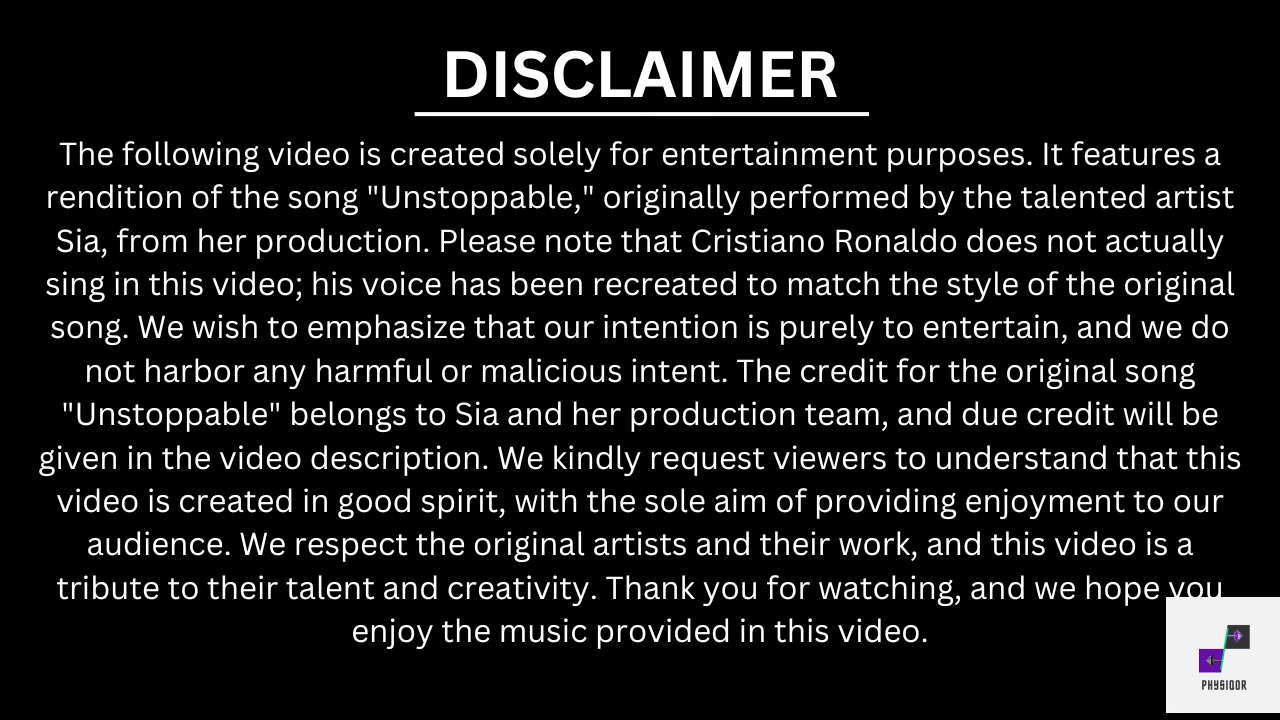 DISCLAIMER
The following video is created solely for entertainment purposes. It features a
rendition of the song "Unstoppable," originally performed by the talented artist
Sia, from her production. Please note that Cristiano Ronaldo does not actually
sing in this video; his voice has been recreated to match the style of the original
song. We wish to emphasize that our intention is purely to entertain, and we do
not harbor any harmful or malicious intent. The credit for the original song
"Unstoppable" belongs to Sia and her production team, and due credit will be
given in the video description. We kindly request viewers to understand that this
video is created in good spirit, with the sole aim of providing enjoyment to our
audience. We respect the original artists and their work, and this video is a
tribute to their talent and creativity. Thank you for watching, and we hope you
enjoy the music provided in this video.
PHYSIQOR